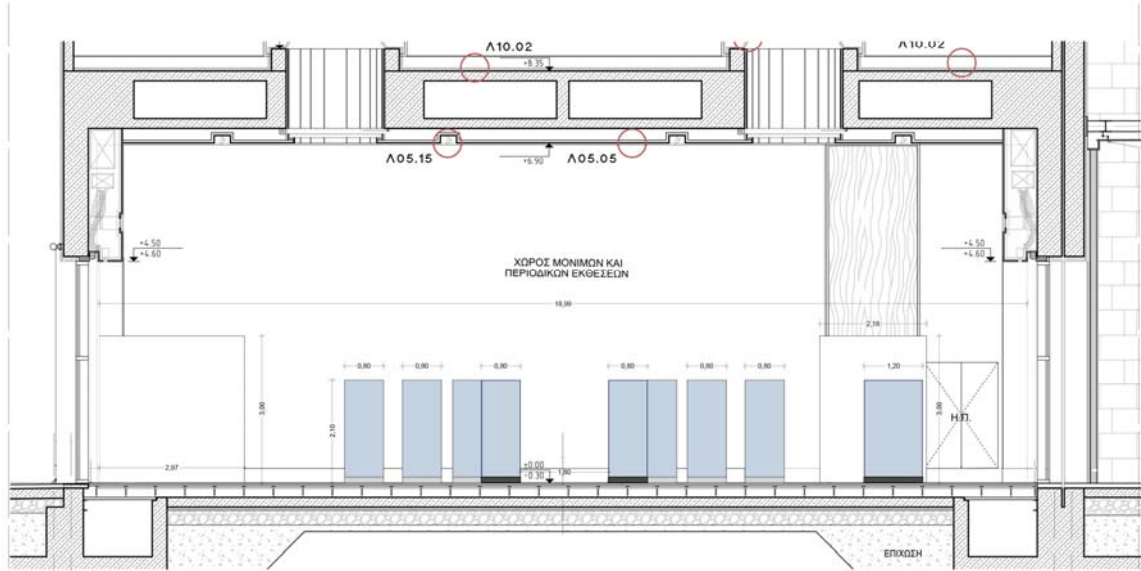 Λ10.02
Λ10.02
+8.35
Λ05.15
+6.90
Λ05.05
+4.50
+4.60
+4.50
+4.60
ΧΩΡΟΣ ΜΟΝΙΜΩΝ ΚΑΙ
ΠΕΡΙΟΔΙΚΩΝ ΕΚΘΕΣΕΩΝ
18,99
2,18
0,80
0,80
0,80
0,80
0,80
0,80
1,20
3,00
2,10
3,00
Η.Π.
2,97
+0.00
-0.30
1,80
ΕΠΙΧΩΣΗ